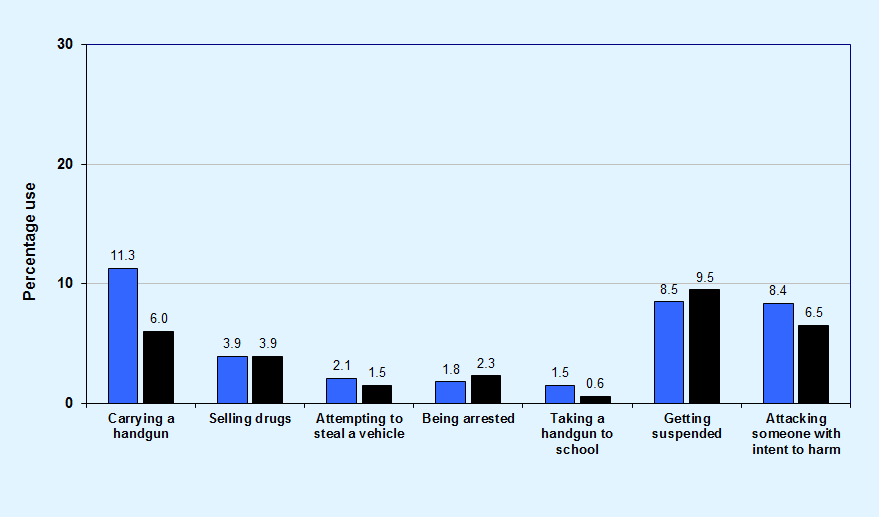 30
20
10
0
Percentage use
11.3
6.0
3.9
3.9
2.1
1.5
1.8
2.3
1.5
0.6
8.5
9.5
8.4
6.5
Carrying a
handgun
Selling drugs
Attempting to
steal a vehicle
Being arrested
Taking a
handgun to
school
Getting
suspended
Attacking
someone with
intent to harm